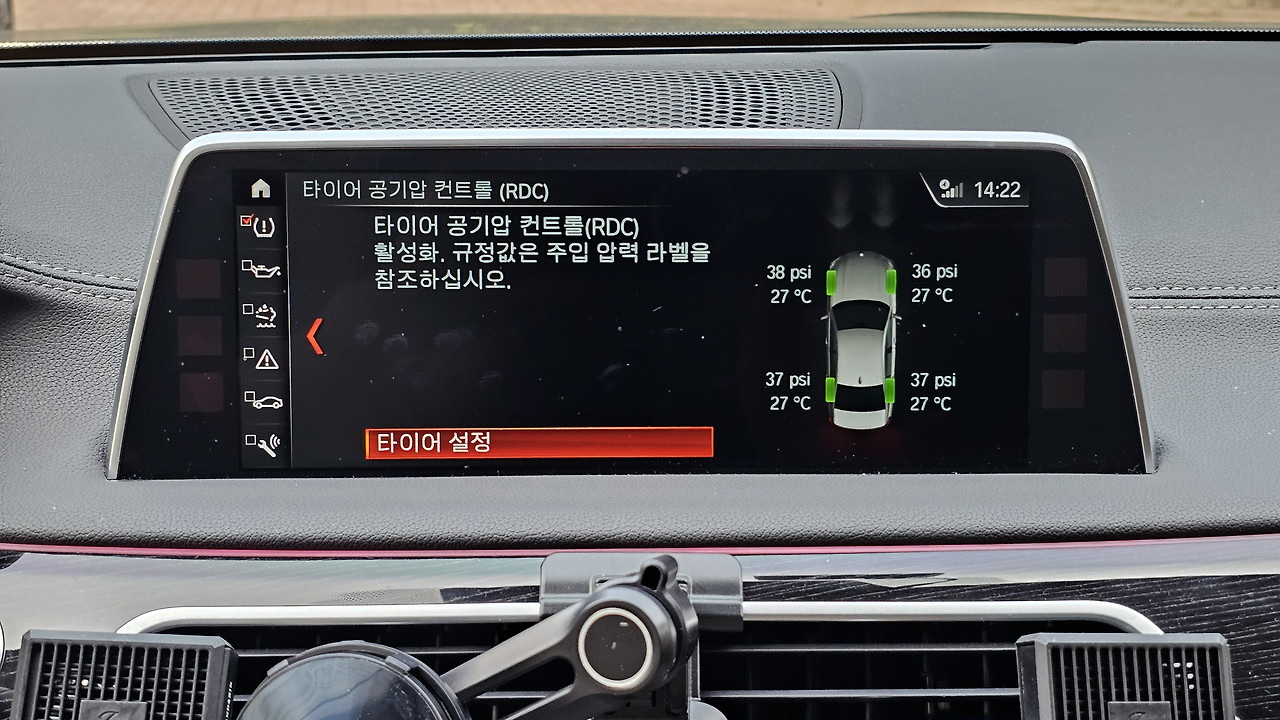 타이어 공기압 컨트롤 (RDC)
14:22
타이어 공기압 컨트롤(RDC)
활성화. 규정값은 주입 압력 라벨을
참조하십시오.
38 psi
27 °C
36 psi
27 °C
37 psi
27 °C
37 psi
27 °C
타이어 설정